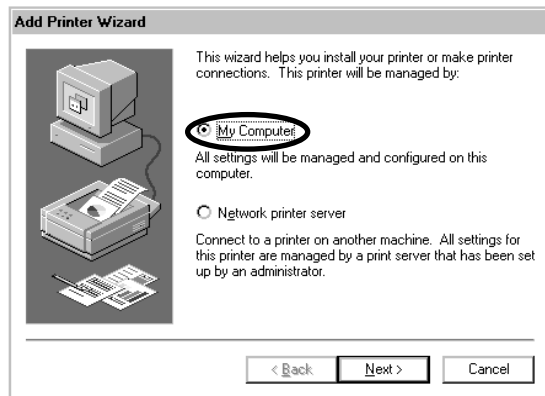 Add Printer Wizard
This wizard helps you install your printer or make printer
connections. This printer will be managed by:
My Computer
All settings will be managed and configured on this
computer.
Network printer server
Connect to a printer on another machine. All settings for
this printer are managed by a print server that has been set
up by an administrator.
< Back
Next >
Cancel